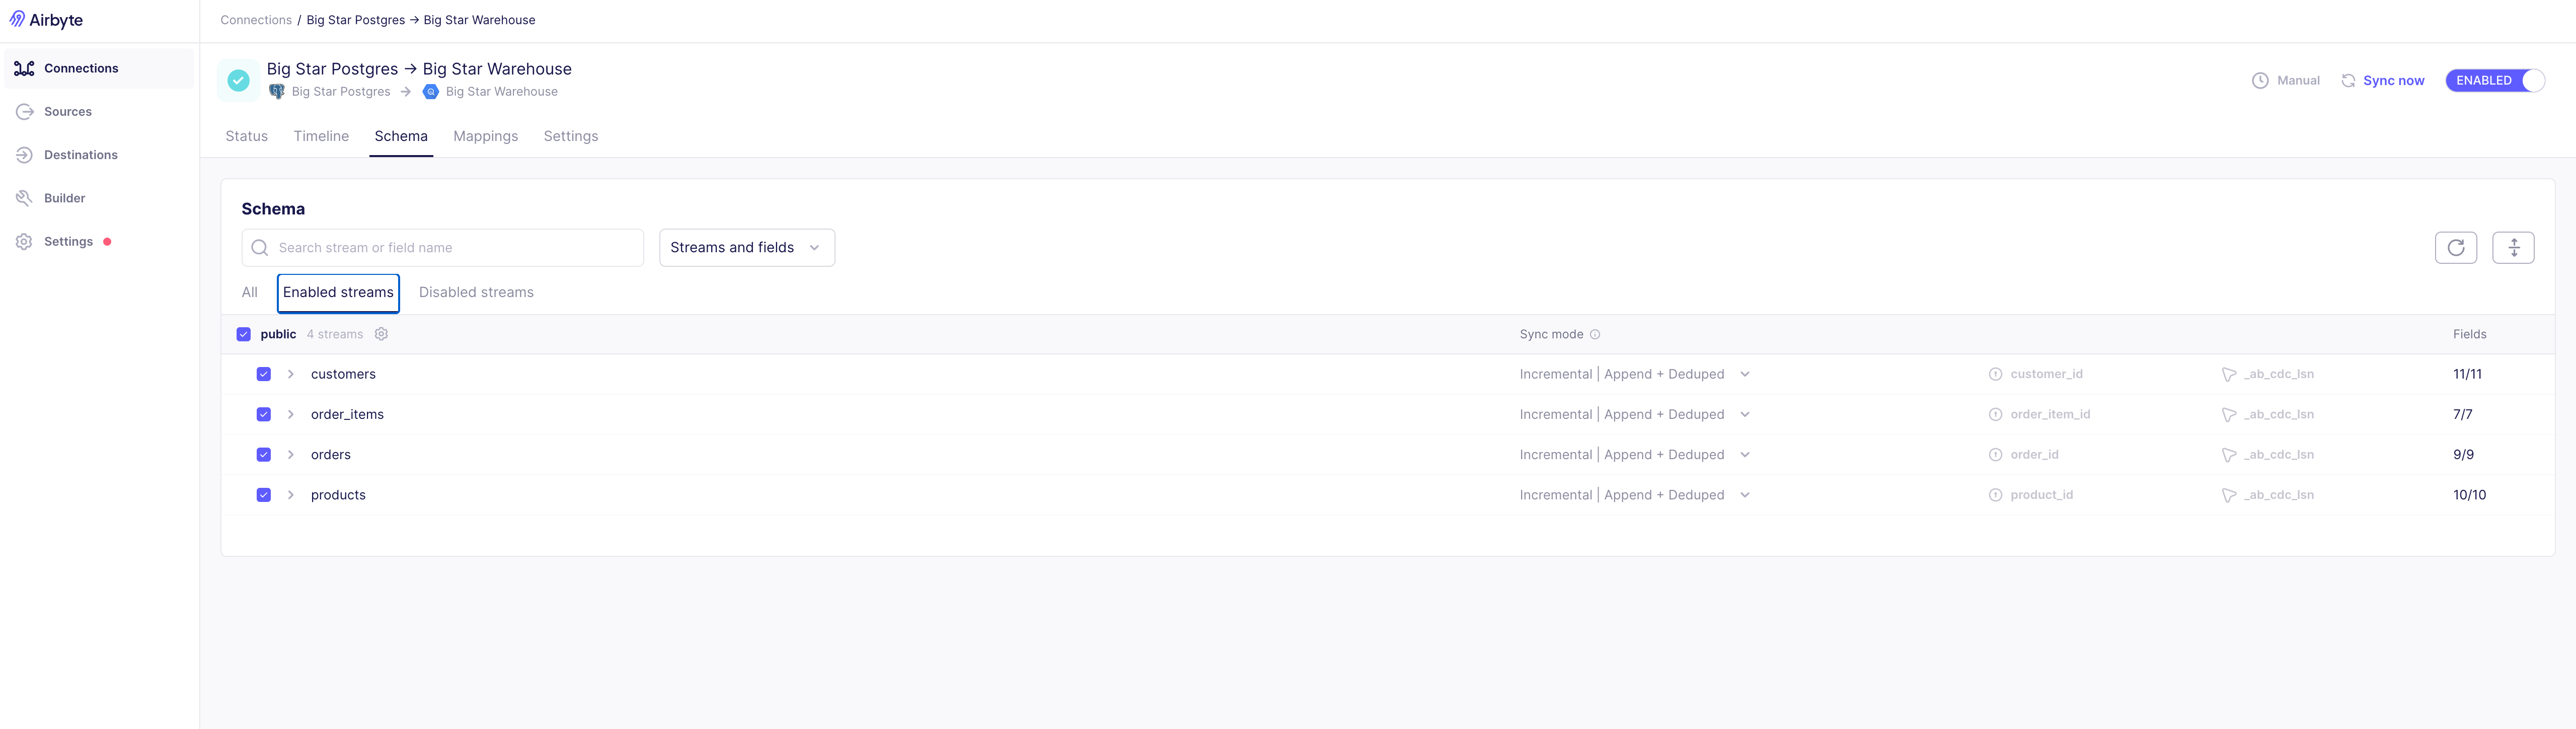 Airbyte
Connections / Big Star Postgres → Big Star Warehouse
Connections
Sources
Destinations
Builder
Settings
Big Star Postgres → Big Star Warehouse
Big Star Postgres → Big Star Warehouse
Manual Sync now ENABLED
Status Timeline Schema Mappings Settings
Schema
Search stream or field name Streams and fields
All Enabled streams Disabled streams
public 4 streams Sync mode Fields
customers Incremental | Append + Deduped customer_id _ab_cdc_lsn 11/11
order_items Incremental | Append + Deduped order_item_id _ab_cdc_lsn 7/7
orders Incremental | Append + Deduped order_id _ab_cdc_lsn 9/9
products Incremental | Append + Deduped product_id _ab_cdc_lsn 10/10